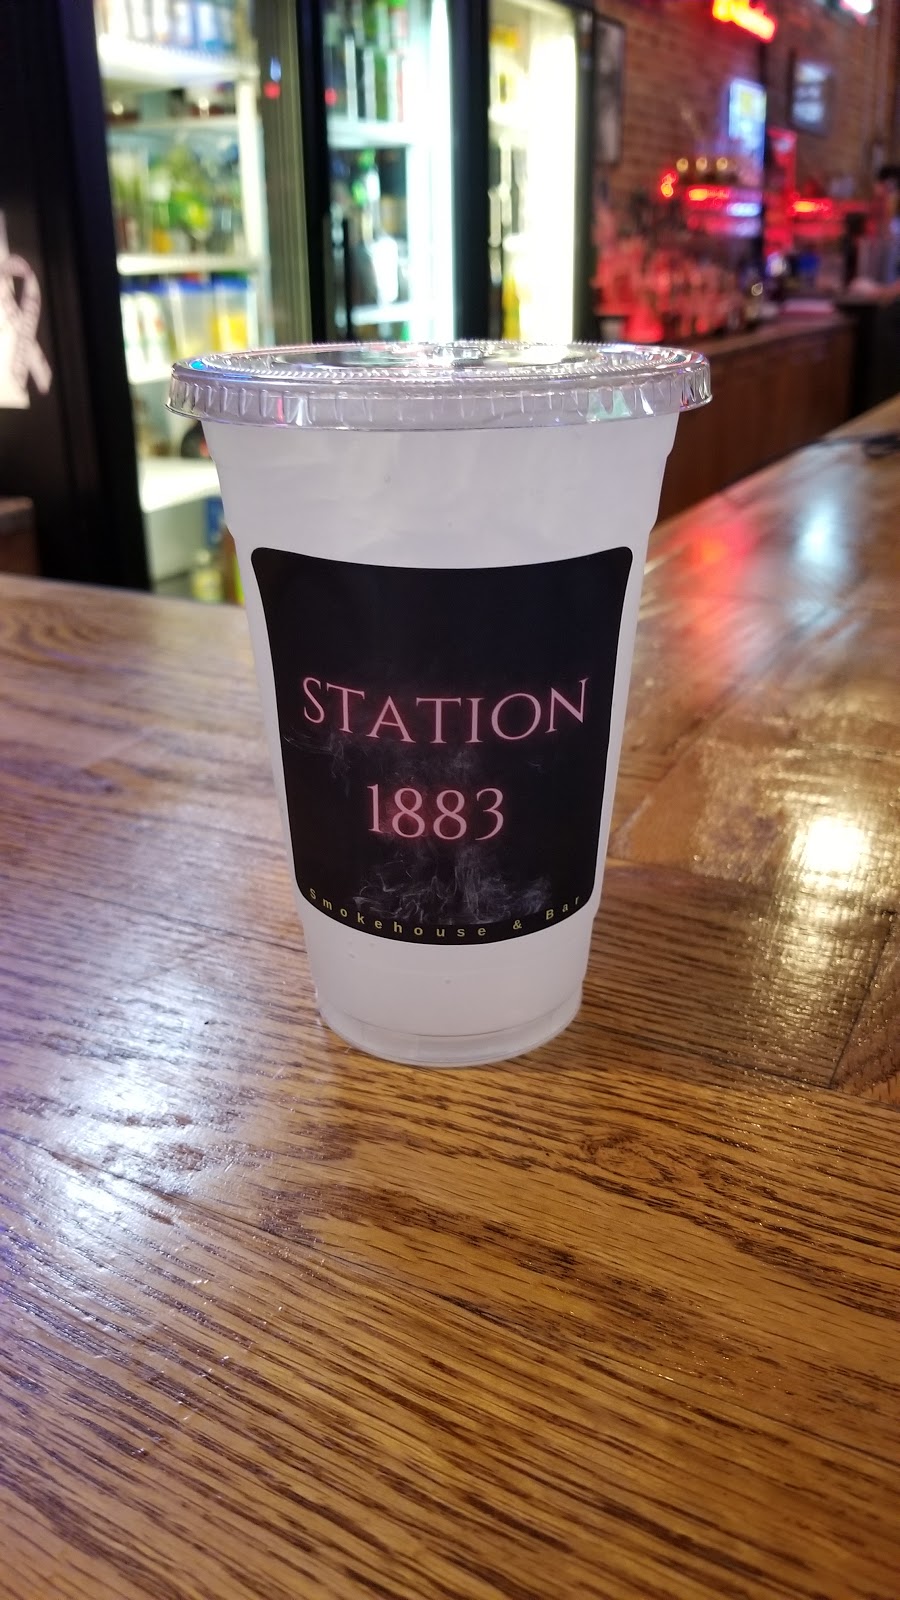 STATION
1883
Smokehouse & Bar